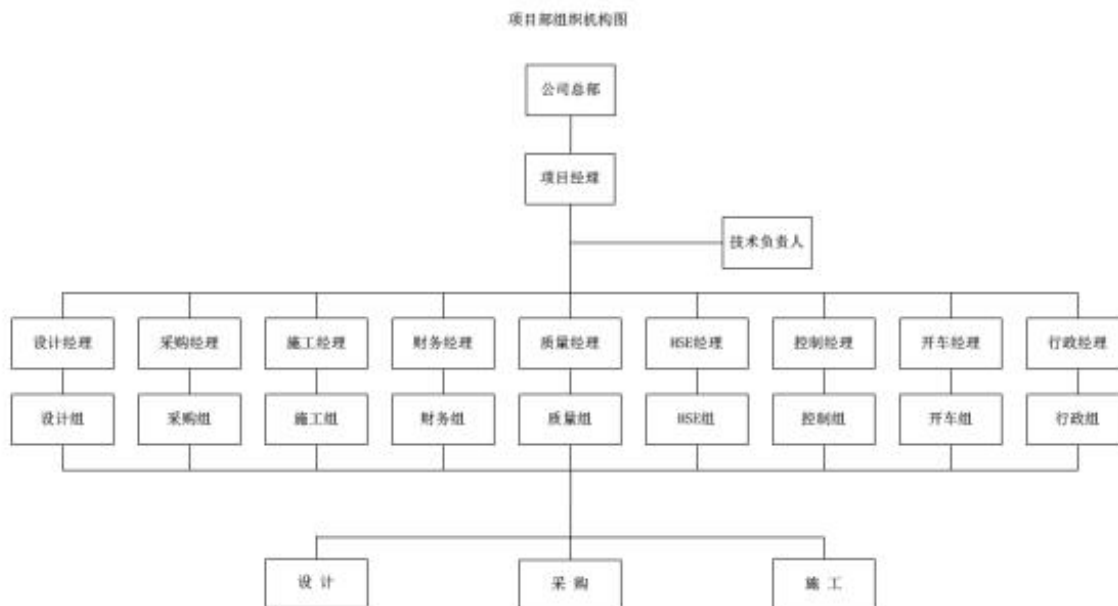 项目部组织机构图
公司总部
项目经理
技术负责人
设计经理 采购经理 施工经理 财务经理 质量经理 HSE经理 控制经理 开车经理 行政经理
设计组 采购组 施工组 财务组 质量组 HSE组 控制组 开车组 行政组
设 计 采 购 施 工